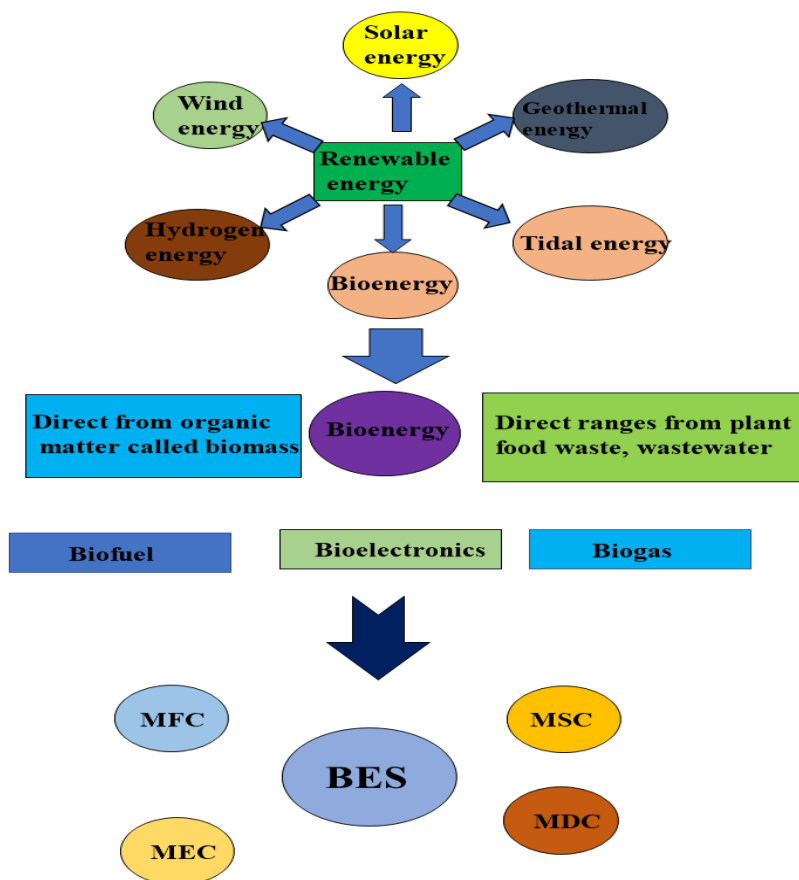 Solar
energy
Wind
energy
Geothermal
energy
Renewable
energy
Hydrogen
energy
Tidal energy
Bioenergy
Direct from organic
matter called biomass
Bioenergy
Direct ranges from plant
food waste, wastewater
Biofuel
Bioelectronics
Biogas
MFC
MSC
BES
MDC
MEC